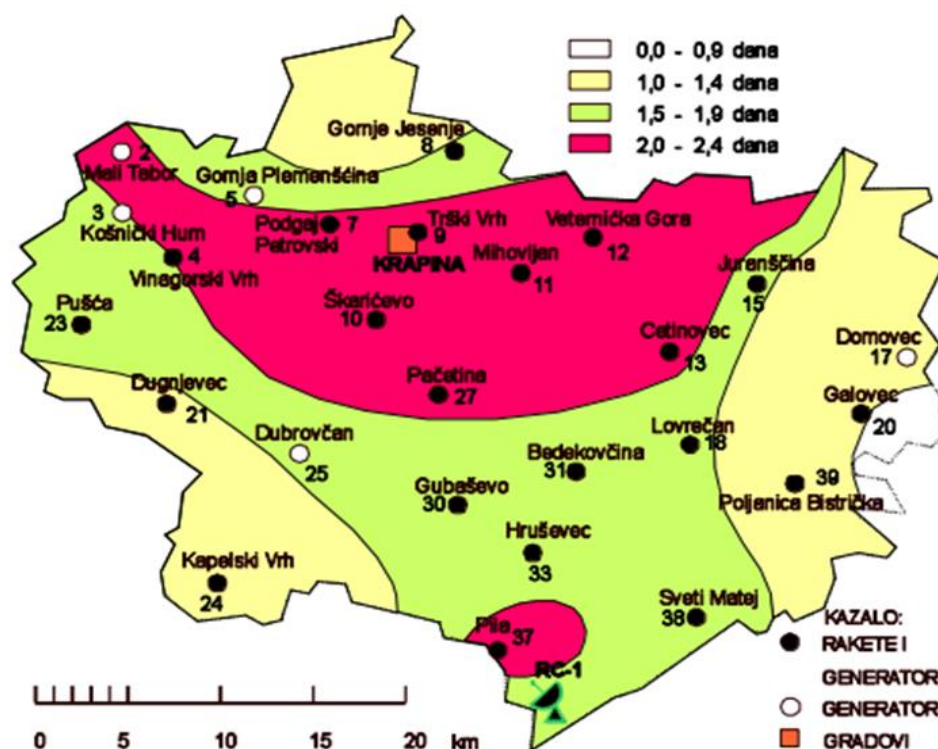 0,0 - 0,9 dana
1,0 - 1,4 dana
1,5 - 1,9 dana
2,0 - 2,4 dana
Gornje Jesenje
8
2
Mali Tabor
Gornja Plemenšćina
5
3
Košnički Hum
Podgaj
Petrovski
7
Trški Vrh
9
KRAPINA
Veternička Gora
12
Mihovljan
11
4
Vinagorski Vrh
Juranščina
15
Pušća
23
Škarićevo
10
Cetinovec
13
Domovec
17
Pačetina
27
Dugnjevec
21
Galovec
20
Dubrovčan
25
Lovrečan
18
Bedekovčina
31
Gubaševo
30
39
Poljanica Bistrička
Hruševec
33
Kapelski Vrh
24
Sveti Matej
38
Pila
37
RC-1
KAZALO:
RAKETE I
GENERATOR
GENERATOR
GRADOVI
0 5 10 15 20 km